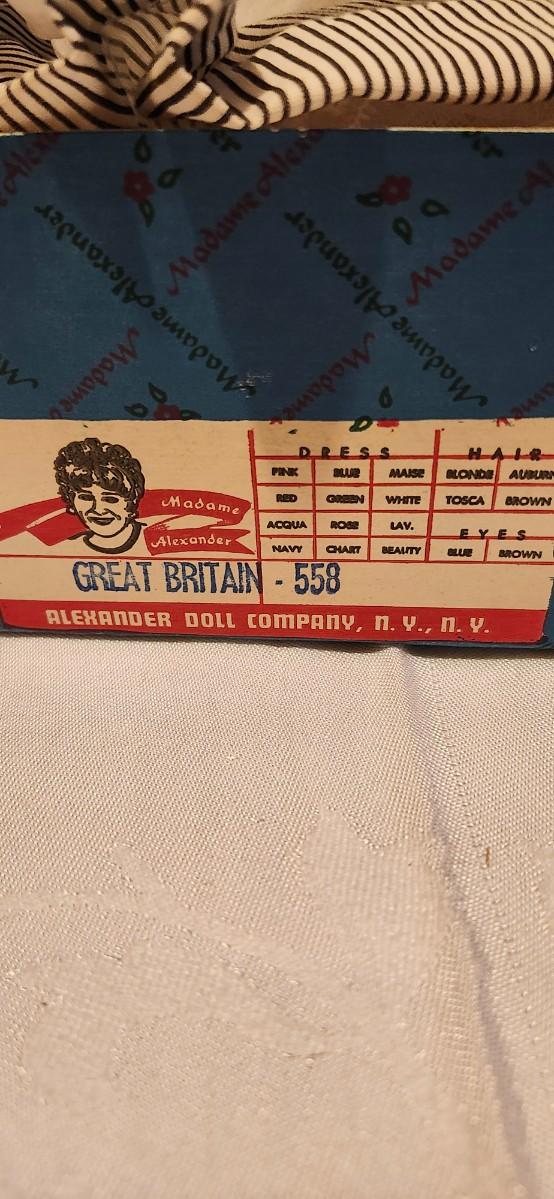 Madame Alexander
Madame Alexander
Madame Alexander
Madame Alexander
DRESS HAIR
PINK BLUE MAISE BLONDE AUBURN
RED GREEN WHITE TOSCA BROWN
ACQUA ROSE LAV. EYES
NAVY CHART BEAUTY BLUE BROWN
Madame
Alexander
GREAT BRITAIN - 558
ALEXANDER DOLL COMPANY, N.Y., N.Y.